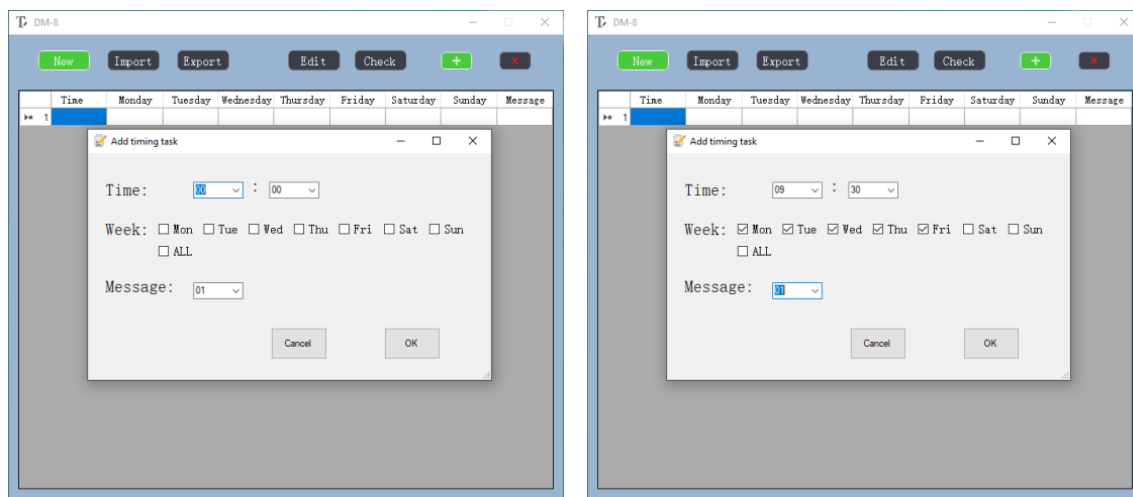 DM-8
New Import Export Edit Check +
Time Monday Tuesday Wednesday Thursday Friday Saturday Sunday Message
1
Add timing task
Time: 00 : 00
Week: Mon Tue Wed Thu Fri Sat Sun
ALL
Message: 01
Cancel OK
DM-8
New Import Export Edit Check +
Time Monday Tuesday Wednesday Thursday Friday Saturday Sunday Message
1
Add timing task
Time: 09 : 30
Week: Mon Tue Wed Thu Fri Sat Sun
ALL
Message: 01
Cancel OK